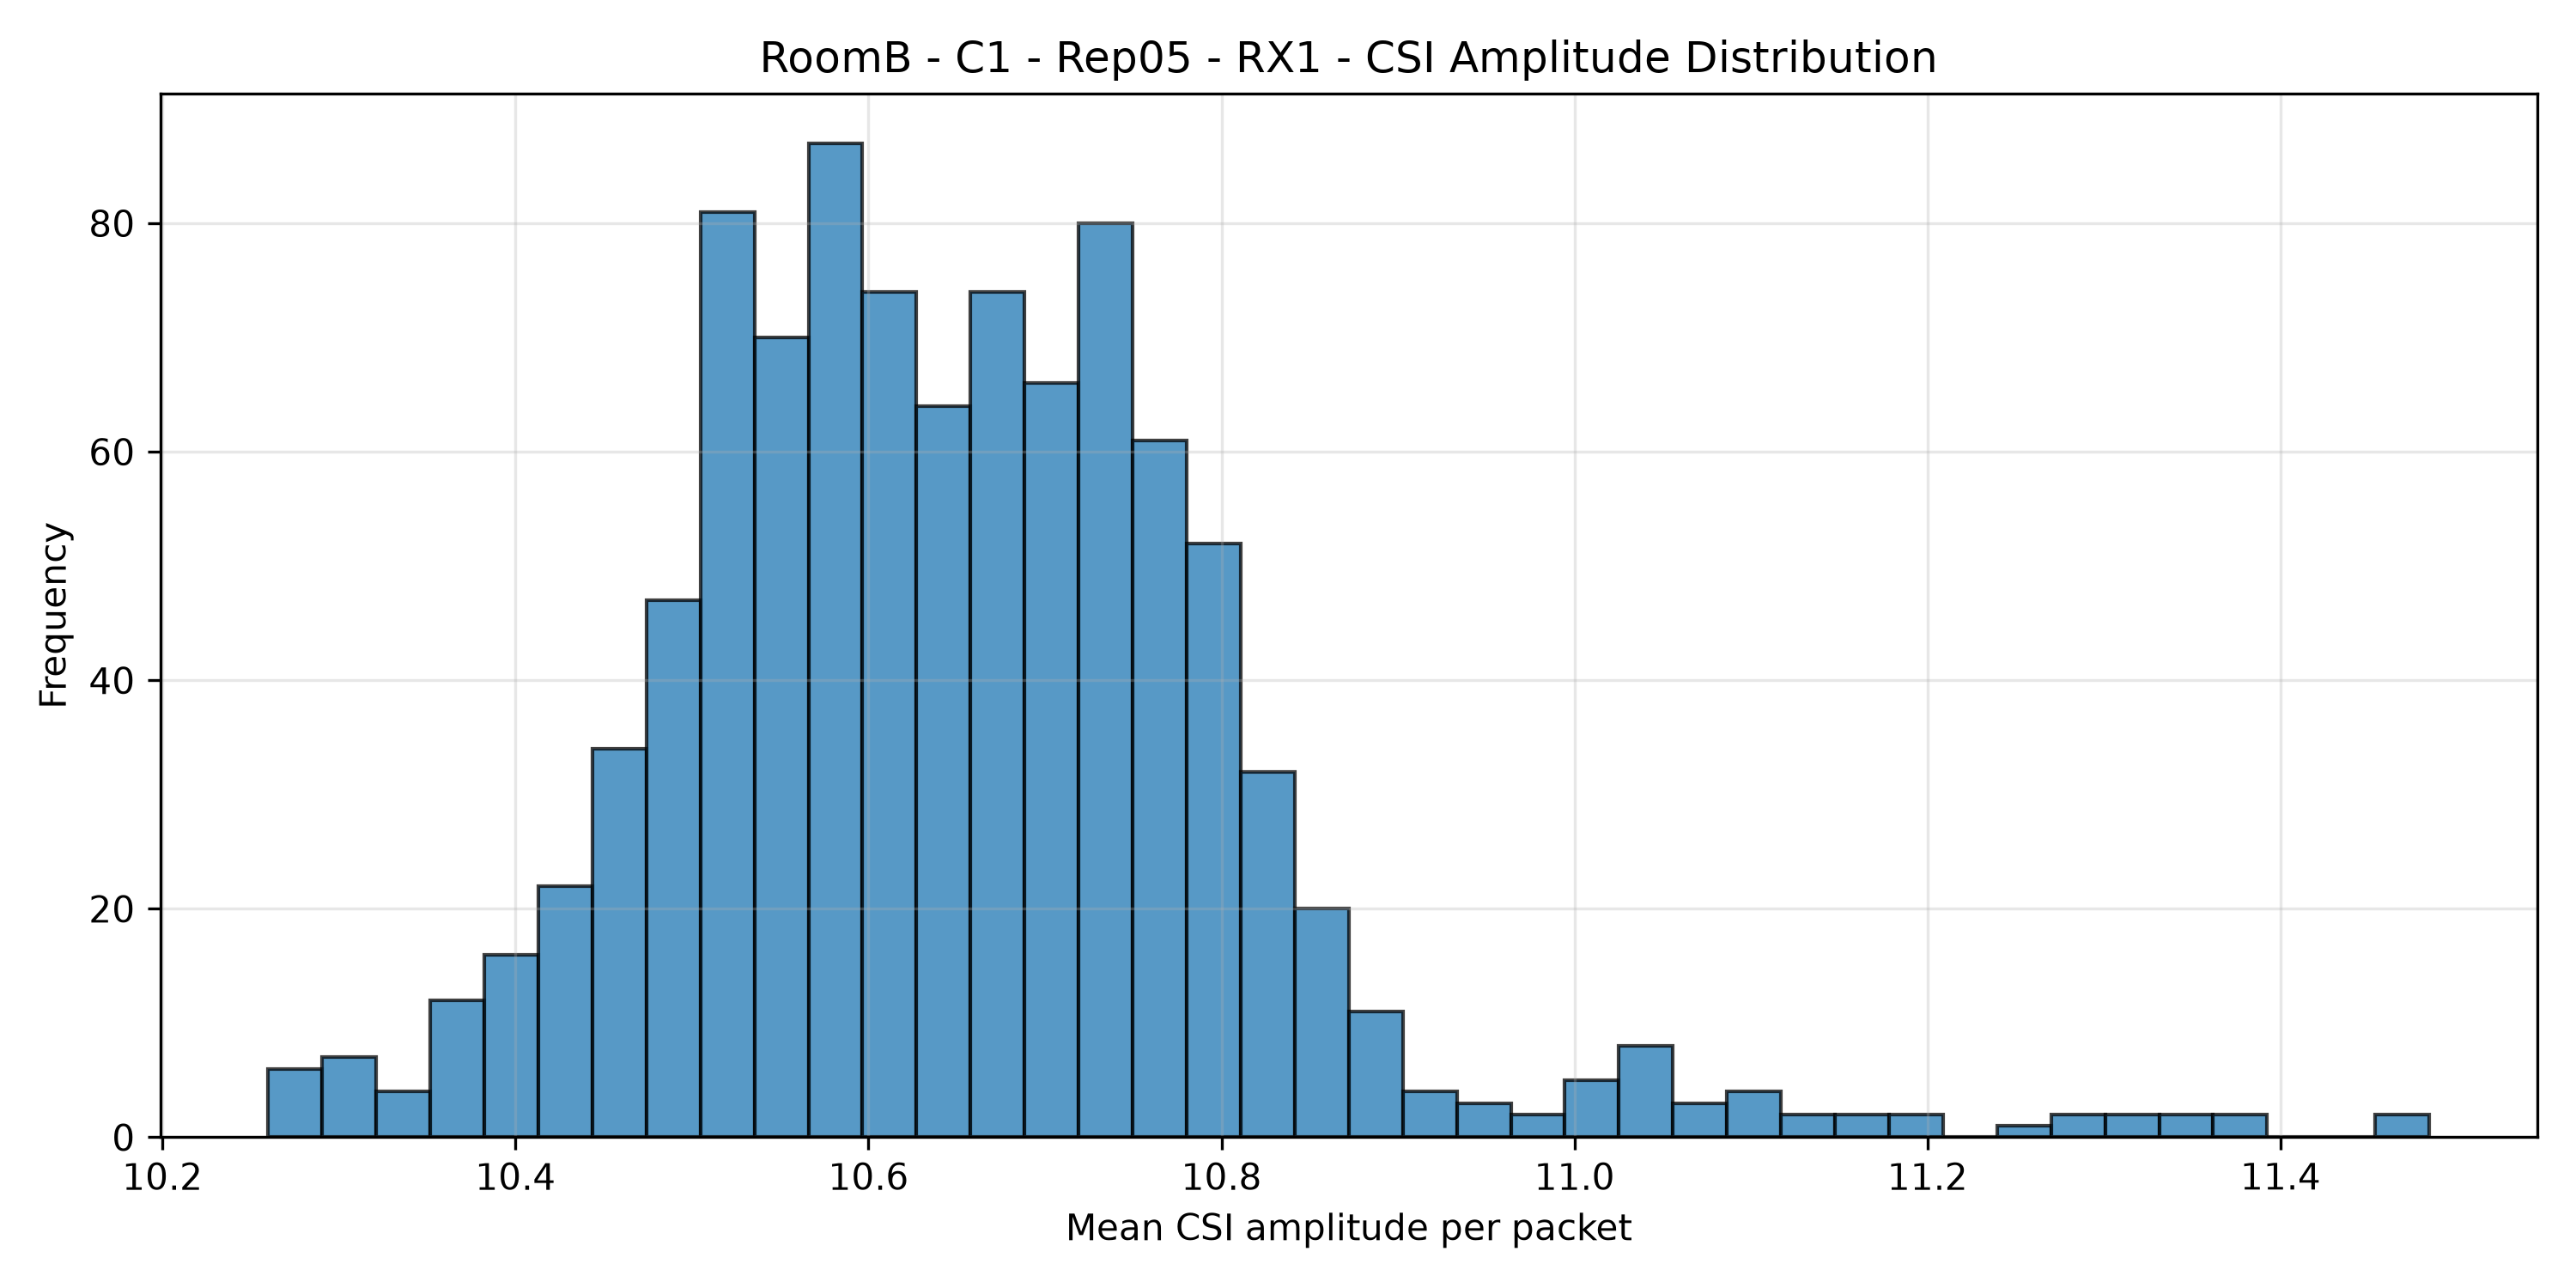 RoomB - C1 - Rep05 - RX1 - CSI Amplitude Distribution
80
60
40
20
0
Frequency
10.2 10.4 10.6 10.8 11.0 11.2 11.4
Mean CSI amplitude per packet